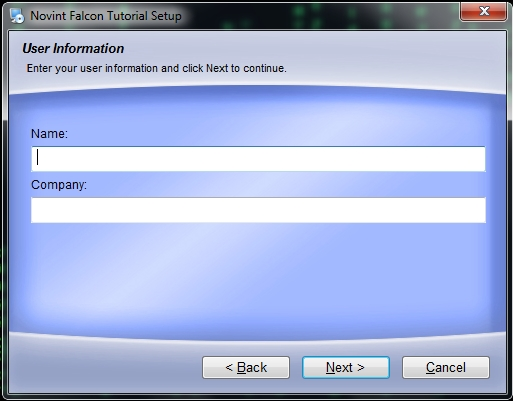 Novint Falcon Tutorial Setup
User Information
Enter your user information and click Next to continue.
Name:
Company:
< Back
Next >
Cancel